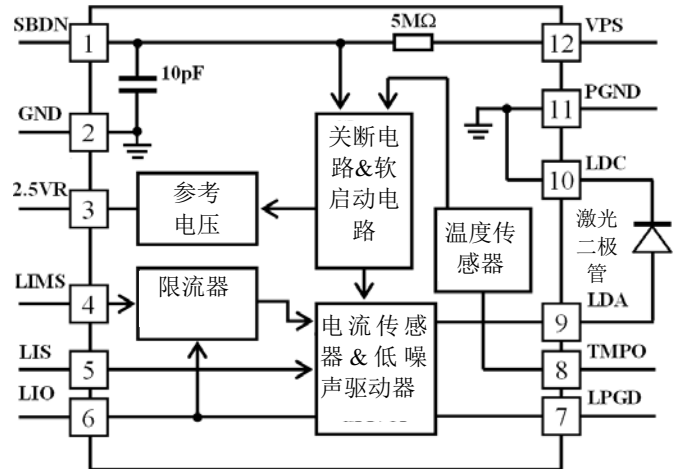 SBDN
1
10pF
5MΩ
12
VPS
GND
2
11
PGND
2.5VR
3
参考
电压
关断电
路&软
启动电
路
温度传
感器
10
LDC
激光
二极
管
LIMS
4
限流器
电流传感
器&低噪
声驱动器
9
LDA
LIS
5
8
TMPO
LIO
6
7
LPGD